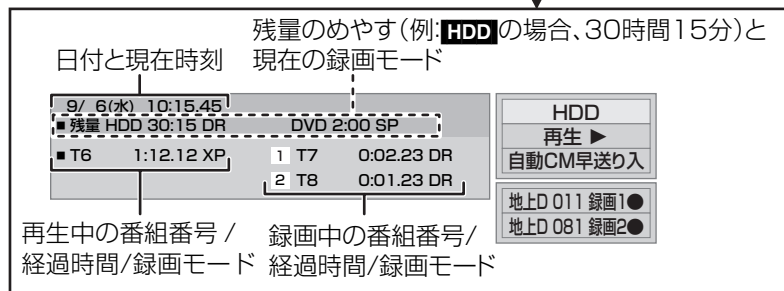 残量のめやす（例:HDDの場合、30時間15分）と
日付と現在時刻 現在の録画モード
9/ 6(水) 10:15.45
■残量 HDD 30:15 DR DVD 2:00 SP
■T6 1:12.12 XP 1 T7 0:02.23 DR
2 T8 0:01.23 DR
HDD
再生 ▶
自動CM早送り入
地上D 011 録画1●
地上D 081 録画2●
再生中の番組番号 /
経過時間/録画モード
録画中の番組番号/
経過時間/録画モード